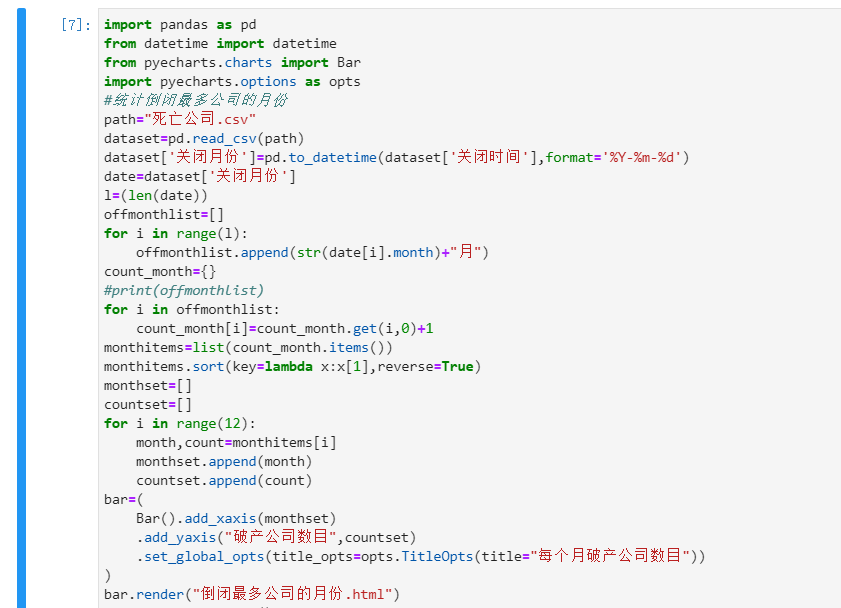 [7]:
import pandas as pd
from datetime import datetime
from pyecharts.charts import Bar
import pyecharts.options as opts
#统计倒闭最多公司的月份
path="死亡公司.csv"
dataset=pd.read_csv(path)
dataset['关闭月份']=pd.to_datetime(dataset['关闭时间'],format='%Y-%m-%d')
date=dataset['关闭月份']
l=(len(date))
offmonthlist=[]
for i in range(l):
    offmonthlist.append(str(date[i].month)+"月")
count_month={}
#print(offmonthlist)
for i in offmonthlist:
    count_month[i]=count_month.get(i,0)+1
monthitems=list(count_month.items())
monthitems.sort(key=lambda x:x[1],reverse=True)
monthset=[]
countset=[]
for i in range(12):
    month,count=monthitems[i]
    monthset.append(month)
    countset.append(count)
bar=(
    Bar().add_xaxis(monthset)
    .add_yaxis("破产公司数目",countset)
    .set_global_opts(title_opts=opts.TitleOpts(title="每个月破产公司数目"))
)
bar.render("倒闭最多公司的月份.html")